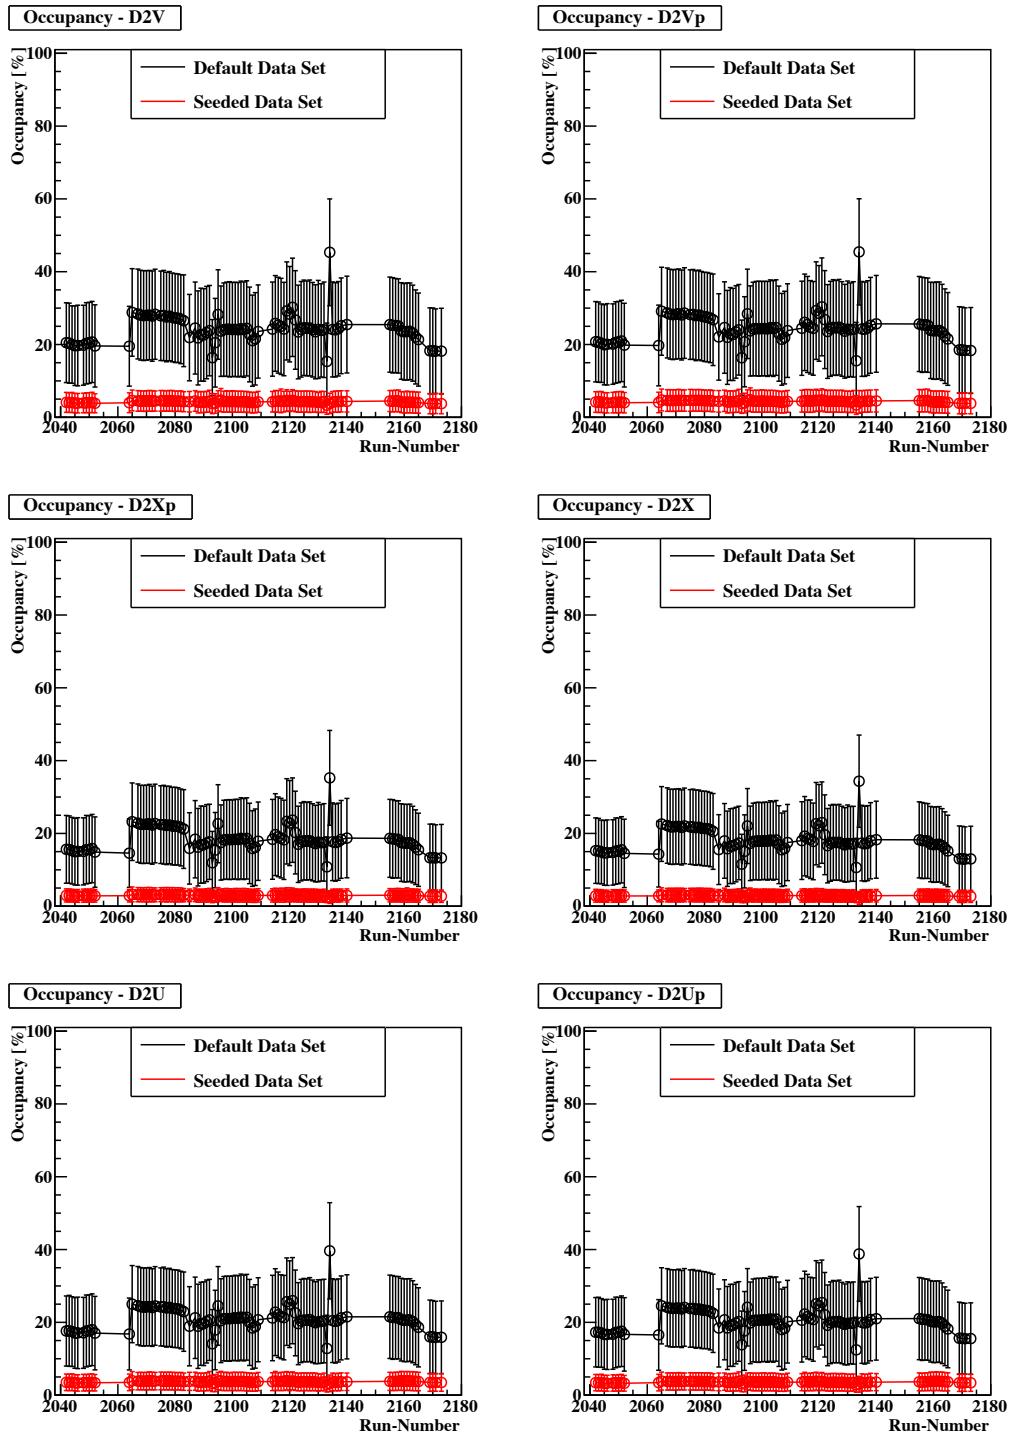 Occupancy - D2V
Occupancy [%]
100
80
60
40
20
0
Default Data Set
Seeded Data Set
2040 2060 2080 2100 2120 2140 2160 2180
Run-Number
Occupancy - D2Vp
Occupancy [%]
100
80
60
40
20
0
Default Data Set
Seeded Data Set
2040 2060 2080 2100 2120 2140 2160 2180
Run-Number
Occupancy - D2Xp
Occupancy [%]
100
80
60
40
20
0
Default Data Set
Seeded Data Set
2040 2060 2080 2100 2120 2140 2160 2180
Run-Number
Occupancy - D2X
Occupancy [%]
100
80
60
40
20
0
Default Data Set
Seeded Data Set
2040 2060 2080 2100 2120 2140 2160 2180
Run-Number
Occupancy - D2U
Occupancy [%]
100
80
60
40
20
0
Default Data Set
Seeded Data Set
2040 2060 2080 2100 2120 2140 2160 2180
Run-Number
Occupancy - D2Up
Occupancy [%]
100
80
60
40
20
0
Default Data Set
Seeded Data Set
2040 2060 2080 2100 2120 2140 2160 2180
Run-Number